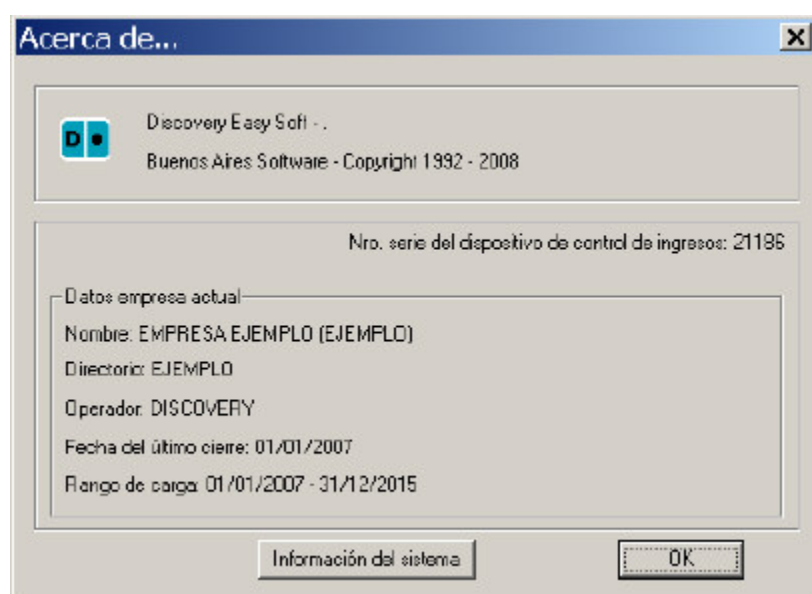 Acerca de...
D
Discovery Easy Soft - .
Buenos Aires Software - Copyright 1992 - 2008
Nro. serie del dispositivo de control de ingresos: 21186
Datos empresa actual
Nombre: EMPRESA EJEMPLO (EJEMPLO)
Directorio: EJEMPLO
Operador: DISCOVERY
Fecha del último cierre: 01/01/2007
Rango de carga: 01/01/2007 - 31/12/2015
Información del sistema
OK